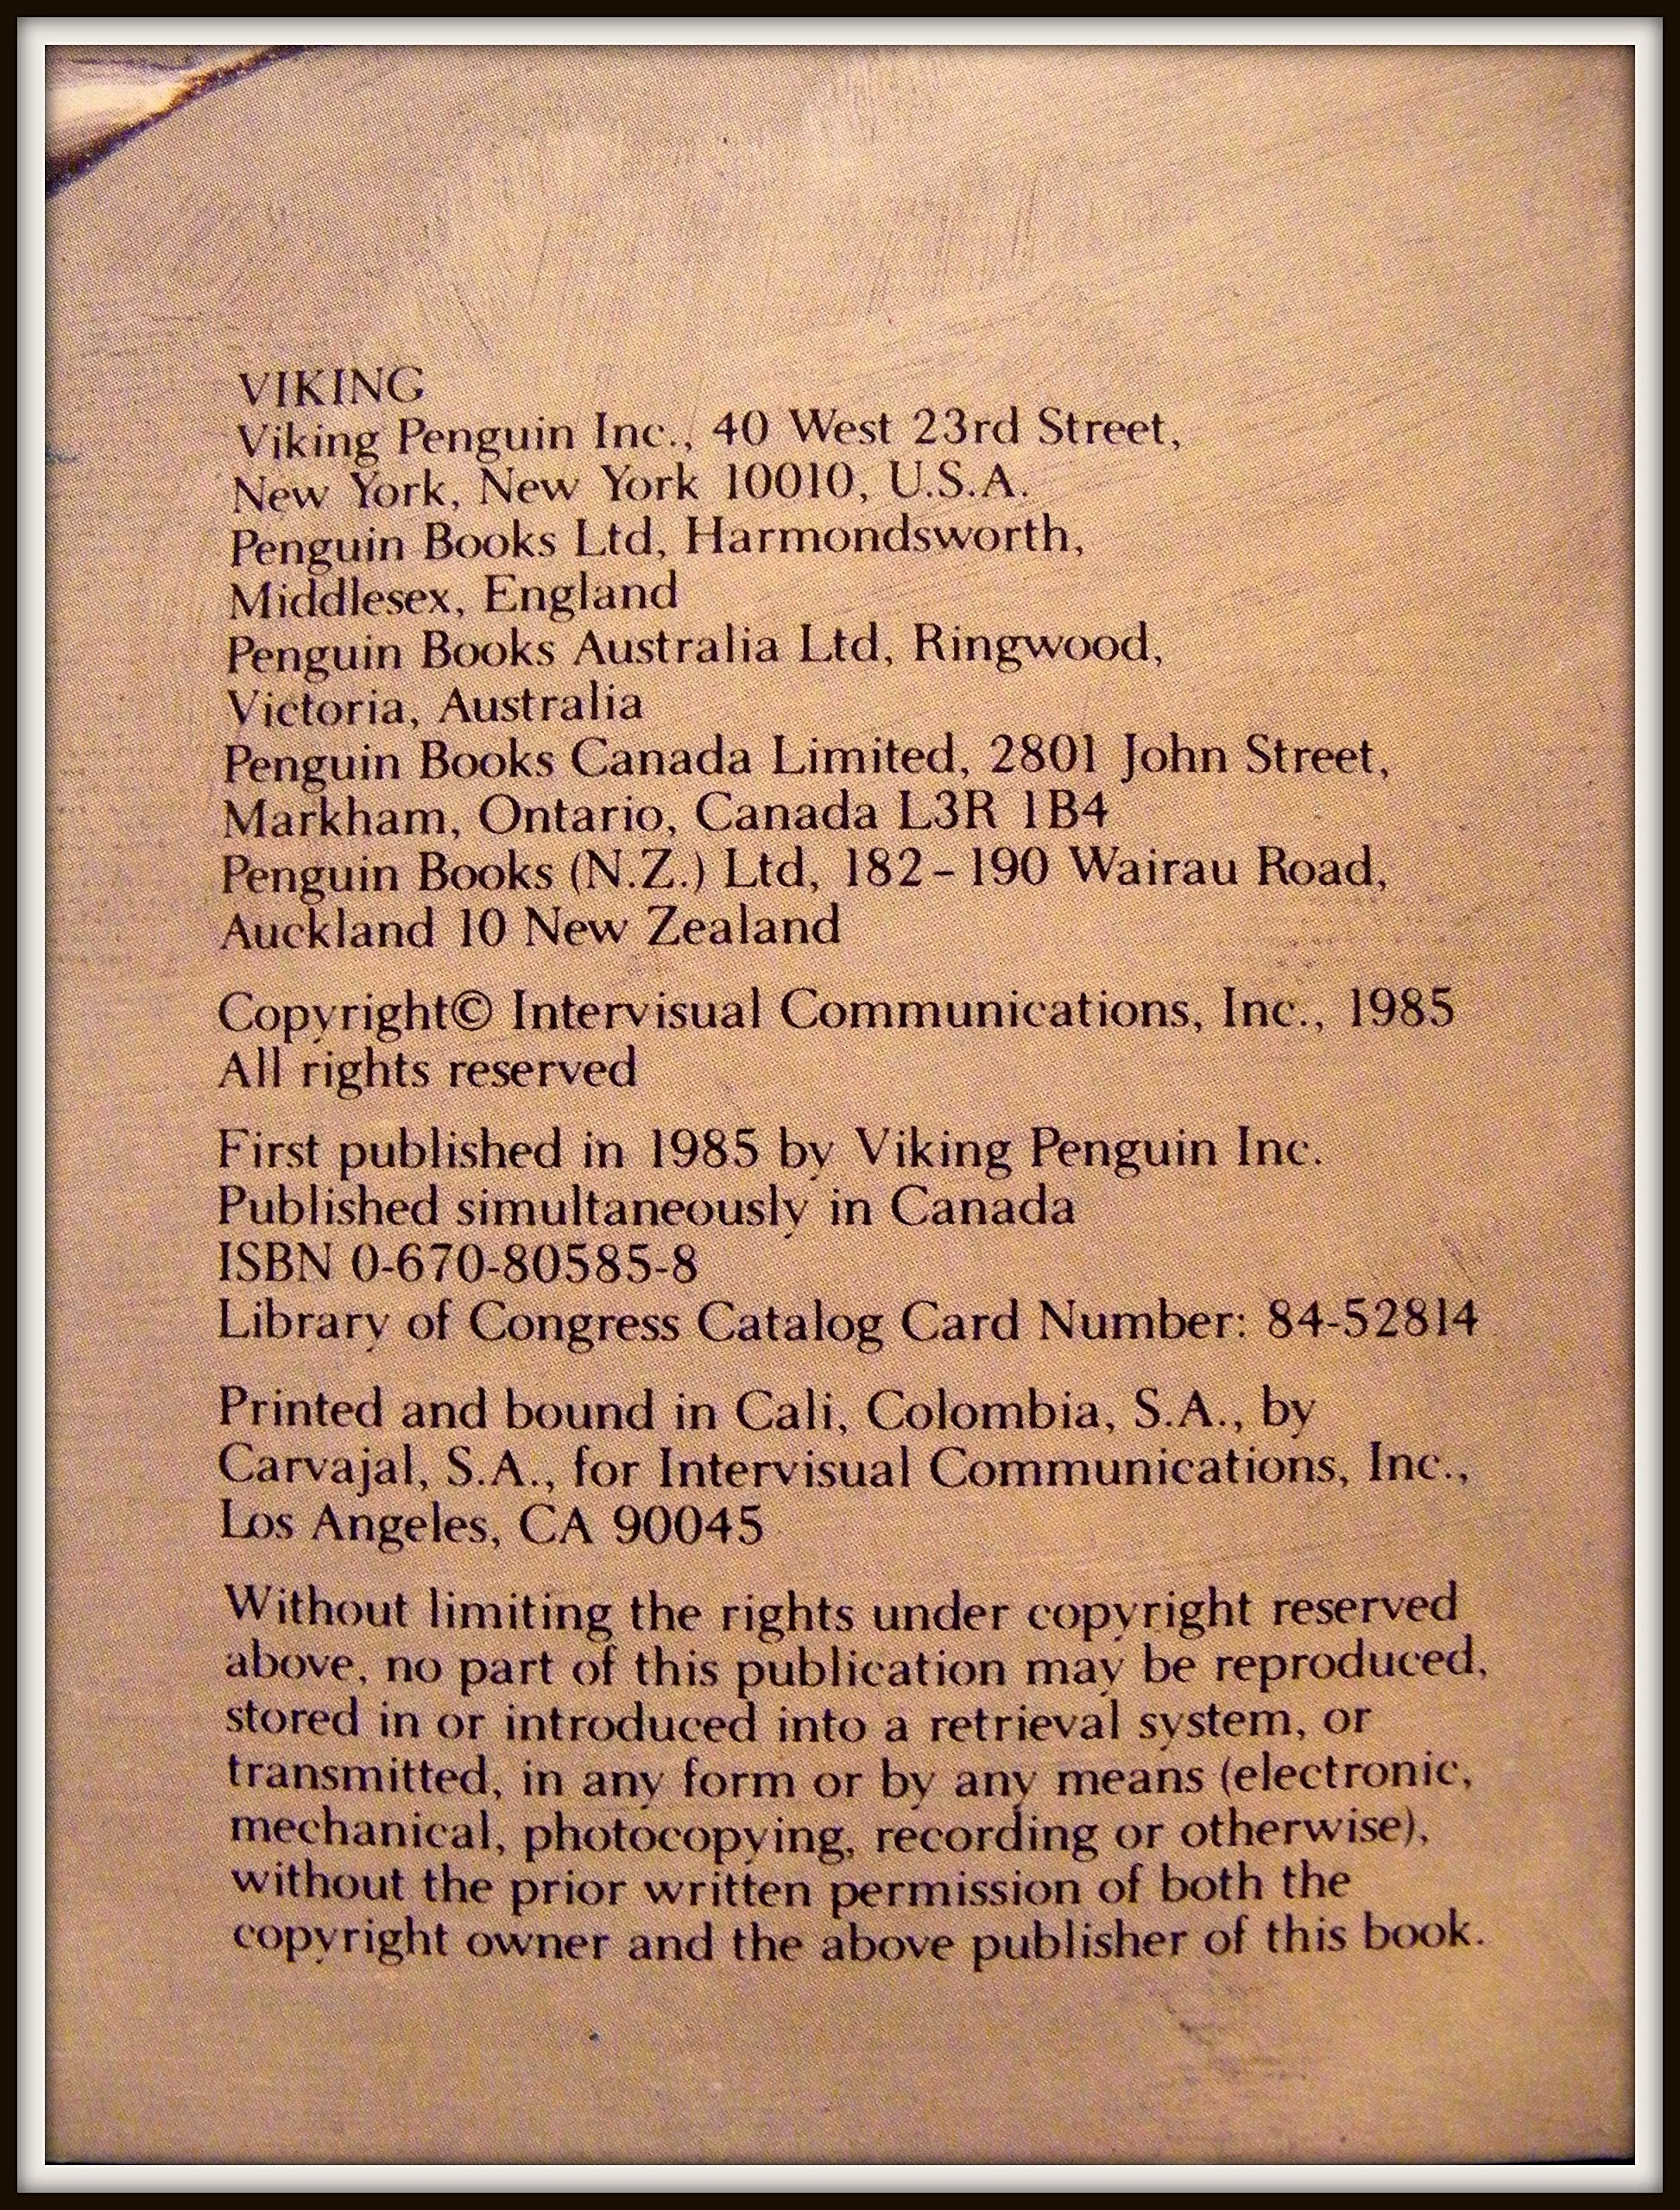 VIKING
Viking Penguin Inc., 40 West 23rd Street,
New York, New York 10010, U.S.A.
Penguin Books Ltd, Harmondsworth,
Middlesex, England
Penguin Books Australia Ltd, Ringwood,
Victoria, Australia
Penguin Books Canada Limited, 2801 John Street,
Markham, Ontario, Canada L3R 1B4
Penguin Books (N.Z.) Ltd, 182–190 Wairau Road,
Auckland 10 New Zealand
Copyright© Intervisual Communications, Inc., 1985
All rights reserved
First published in 1985 by Viking Penguin Inc.
Published simultaneously in Canada
ISBN 0-670-80585-8
Library of Congress Catalog Card Number: 84-52814
Printed and bound in Cali, Colombia, S.A., by
Carvajal, S.A., for Intervisual Communications, Inc.,
Los Angeles, CA 90045
Without limiting the rights under copyright reserved
above, no part of this publication may be reproduced,
stored in or introduced into a retrieval system, or
transmitted, in any form or by any means (electronic,
mechanical, photocopying, recording or otherwise),
without the prior written permission of both the
copyright owner and the above publisher of this book.